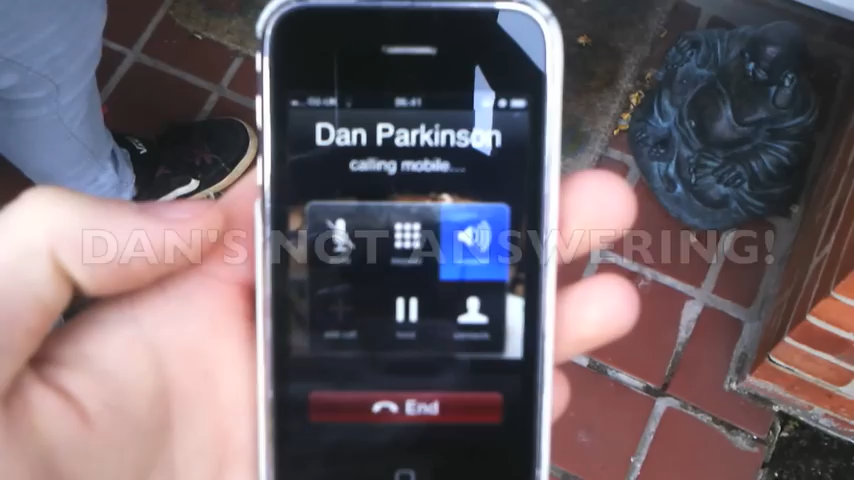 Dan Parkinson
calling mobile...
DAN'S NOT ANSWERING!
End